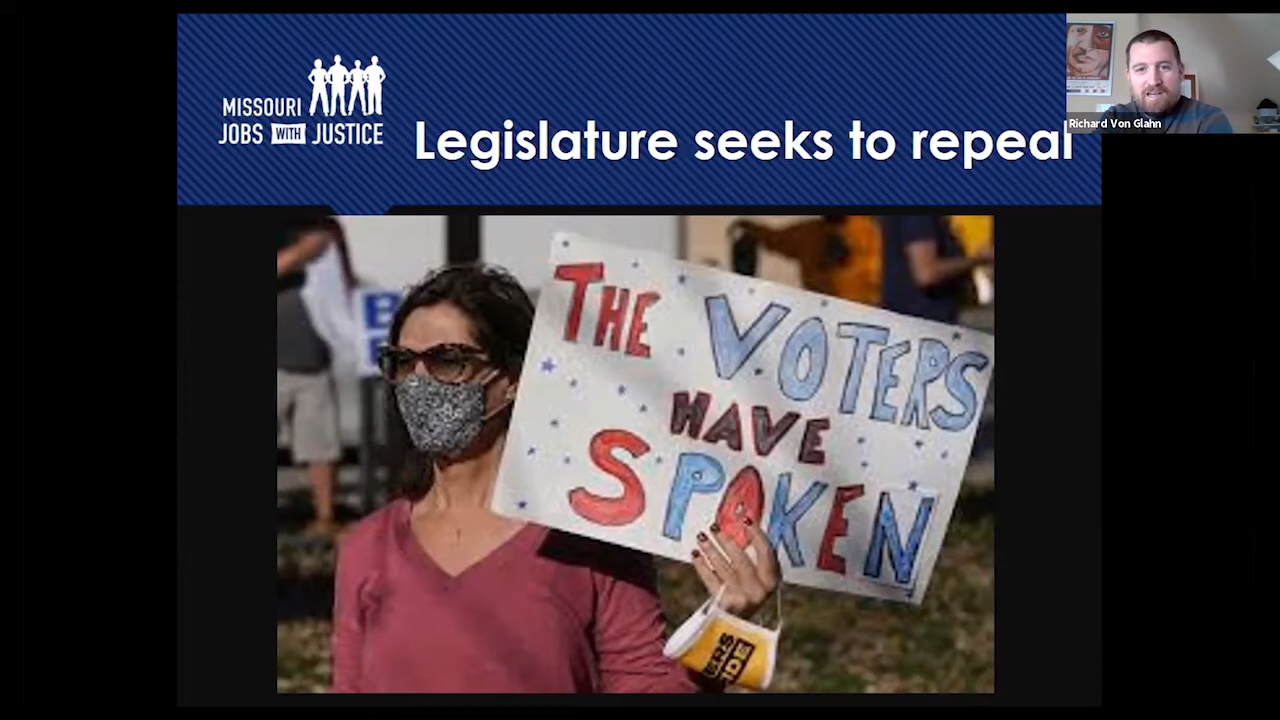 MISSOURI
JOBS WITH JUSTICE
Legislature seeks to repeal
Richard Von Glahn
THE VOTERS
HAVE
SPOKEN